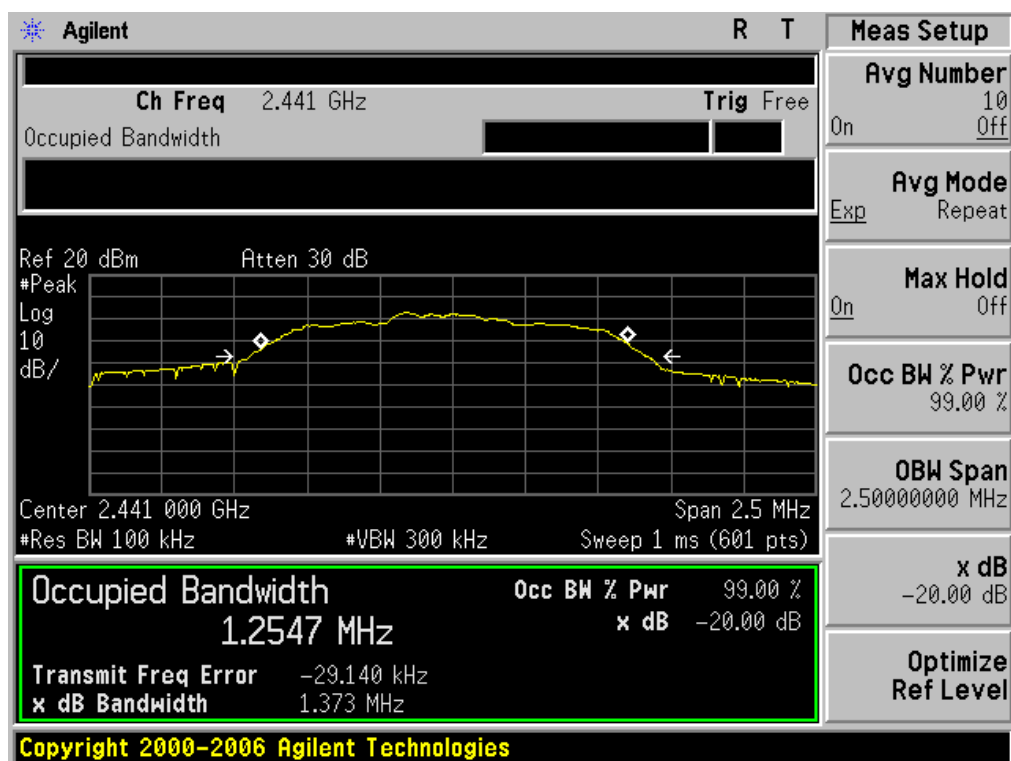 Agilent R T
Meas Setup
Ch Freq 2.441 GHz Trig Free
Occupied Bandwidth
Ref 20 dBm Atten 30 dB
#Peak
Log
10
dB/
Center 2.441 000 GHz Span 2.5 MHz
#Res BW 100 kHz #VBW 300 kHz Sweep 1 ms (601 pts)
Occupied Bandwidth
1.2547 MHz
Occ BW % Pwr 99.00 %
x dB -20.00 dB
Transmit Freq Error -29.140 kHz
x dB Bandwidth 1.373 MHz
Avg Number
10
On Off
Avg Mode
Exp Repeat
Max Hold
On Off
Occ BW % Pwr
99.00 %
OBW Span
2.50000000 MHz
x dB
-20.00 dB
Optimize
Ref Level
Copyright 2000-2006 Agilent Technologies